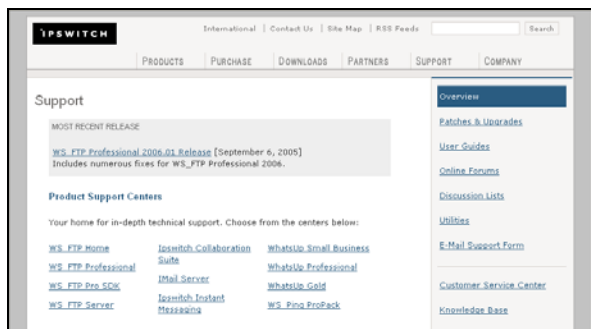 IPSWITCH
International | Contact Us | Site Map | RSS Feeds
Search
PRODUCTS PURCHASE DOWNLOADS PARTNERS SUPPORT COMPANY
Support
MOST RECENT RELEASE
WS_FTP Professional 2006.01 Release [September 6, 2005]
Includes numerous fixes for WS_FTP Professional 2006.
Product Support Centers
Your home for in-depth technical support. Choose from the centers below:
WS_FTP Home
WS_FTP Professional
WS_FTP Pro SDK
WS_FTP Server
Ipswitch Collaboration
Suite
IMail Server
Ipswitch Instant
Messaging
WhatsUp Small Business
WhatsUp Professional
WhatsUp Gold
WS_Ping ProPack
Overview
Patches & Upgrades
User Guides
Online Forums
Discussion Lists
Utilities
E-Mail Support Form
Customer Service Center
Knowledge Base